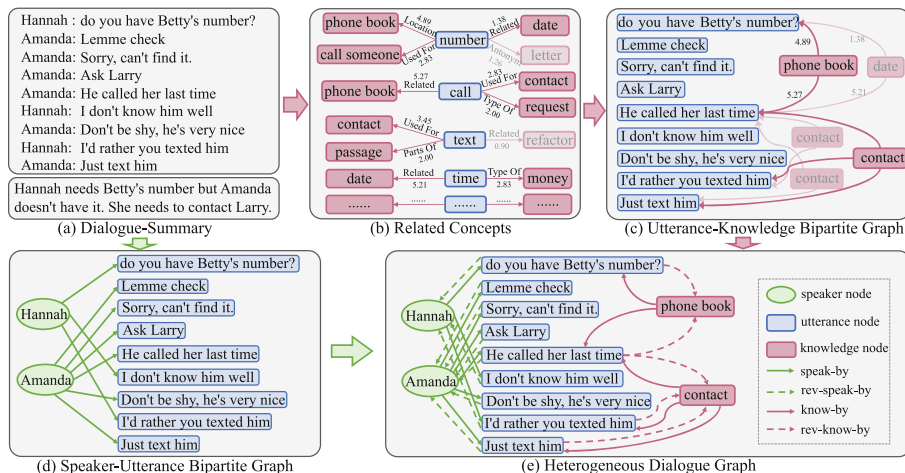 Hannah : do you have Betty's number?
Amanda: Lemme check
Amanda: Sorry, can't find it.
Amanda: Ask Larry
Amanda: He called her last time
Hannah: I don't know him well
Amanda: Don't be shy, he's very nice
Hannah: I'd rather you texted him
Amanda: Just text him
Hannah needs Betty's number but Amanda
doesn't have it. She needs to contact Larry.
(a) Dialogue-Summary
phone book
4.89
Location
number
1.38
Related
date
call someone
Used For
2.83
Antonym
1.26
letter
phone book
5.27
Related
call
2.83
Used For
contact
Type Of
2.00
request
contact
3.45
Used For
text
Related
0.90
refactor
passage
Parts Of
2.00
date
Related
5.21
time
Type Of
2.83
money
......
......
......
......
......
(b) Related Concepts
do you have Betty's number?
Lemme check
Sorry, can't find it.
Ask Larry
He called her last time
I don't know him well
Don't be shy, he's very nice
I'd rather you texted him
Just text him
4.89
1.38
phone book
date
5.27
5.21
contact
contact
contact
(c) Utterance-Knowledge Bipartite Graph
Hannah
Amanda
do you have Betty's number?
Lemme check
Sorry, can't find it.
Ask Larry
He called her last time
I don't know him well
Don't be shy, he's very nice
I'd rather you texted him
Just text him
(d) Speaker-Utterance Bipartite Graph
Hannah
Amanda
do you have Betty's number?
Lemme check
Sorry, can't find it.
Ask Larry
He called her last time
I don't know him well
Don't be shy, he's very nice
I'd rather you texted him
Just text him
phone book
contact
speaker node
utterance node
knowledge node
speak-by
rev-speak-by
know-by
rev-know-by
(e) Heterogeneous Dialogue Graph